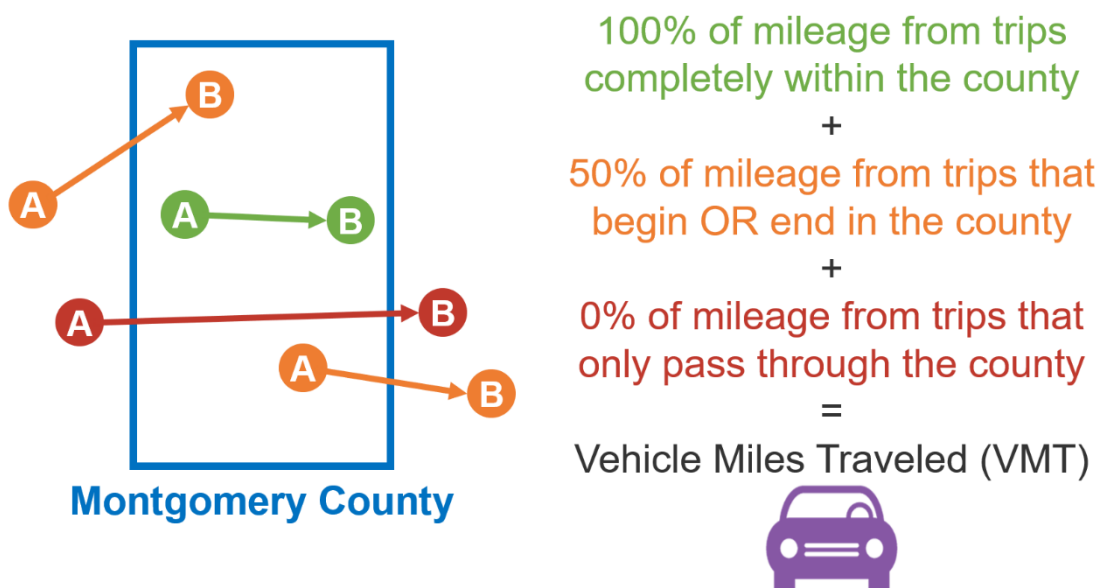 100% of mileage from trips
completely within the county
+
50% of mileage from trips that
begin OR end in the county
+
0% of mileage from trips that
only pass through the county
=
Vehicle Miles Traveled (VMT)
B
A
A
B
A
B
A
B
Montgomery County